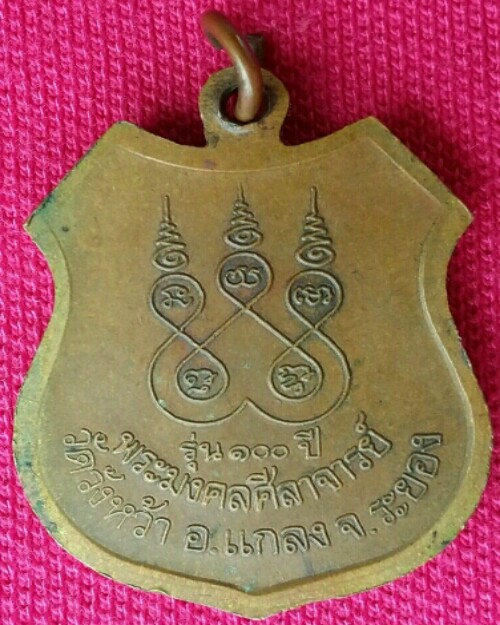 รุ่น ๑๐๐ ปี
พระมงคลศีลาจารย์
วัดวังหว้า อ.แกลง จ.ระยอง